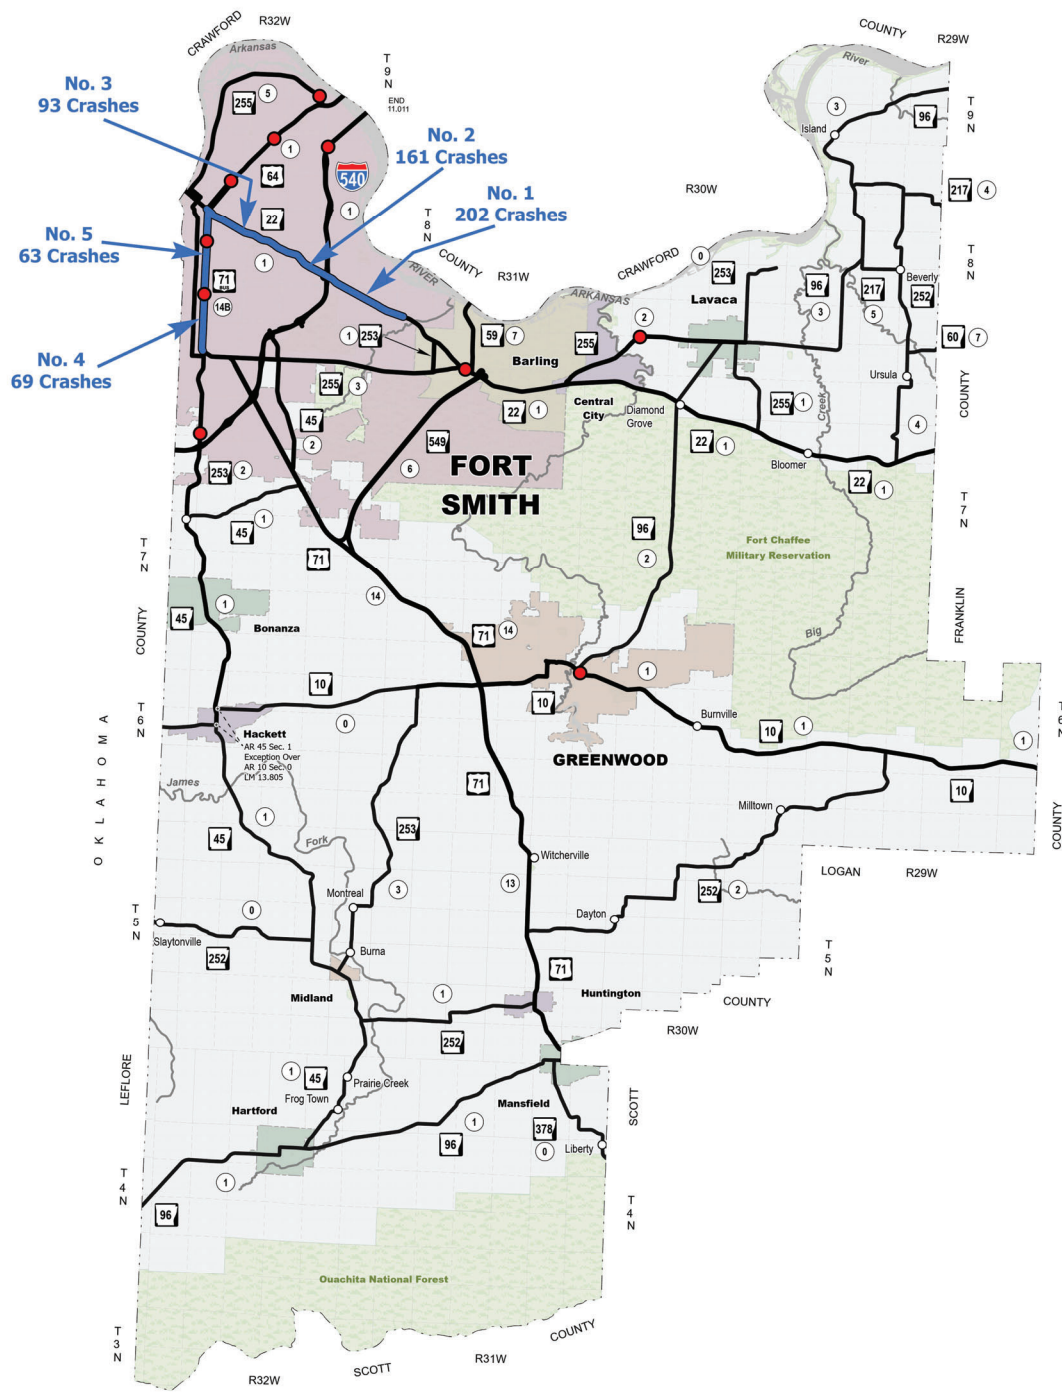 R32W
CRAWFORD
Arkansas
T
9
N
END
11.011
No. 3
93 Crashes
255
5
1
64
540
22
1
1
No. 2
161 Crashes
No. 1
202 Crashes
T
8
N
No. 5
63 Crashes
71
BUS
14B
No. 4
69 Crashes
RIVER
COUNTY
R31W
CRAWFORD
ARKANSAS
R30W
COUNTY
R29W
River
3
Island
96
T
9
N
217
4
0
253
Lavaca
96
3
217
5
Beverly
252
T
8
N
60
7
Ursula
COUNTY
4
1
253
59
7
Barling
255
2
Central
City
Diamond
Grove
255
1
Creek
22
1
22
1
Bloomer
22
1
255
3
45
2
549
6
FORT
SMITH
253
2
45
1
71
14
T
7
N
COUNTY
96
2
Fort Chaffee
Military Reservation
T
7
N
FRANKLIN
Big
45
1
Bonanza
71
14
10
0
10
1
Burnville
10
1
1
T
6
N
T
6
N
GREENWOOD
Hackett
AR 45 Sec. 1
Exception Over
AR 10 Sec. 0
LM 13.805
OKLAHOMA
James
Fork
1
45
253
3
71
Milltown
10
COUNTY
Witcherville
13
LOGAN
R29W
252
2
Montreal
Dayton
T
5
N
0
Slaytonville
252
Burna
T
5
N
Midland
71
Huntington
1
252
COUNTY
R30W
LEFLORE
1
45
Prairie Creek
Frog Town
Hartford
Mansfield
1
96
378
0
Liberty
SCOTT
T
4
N
1
96
T
4
N
Ouachita National Forest
T
3
N
R32W
SCOTT
R31W
COUNTY